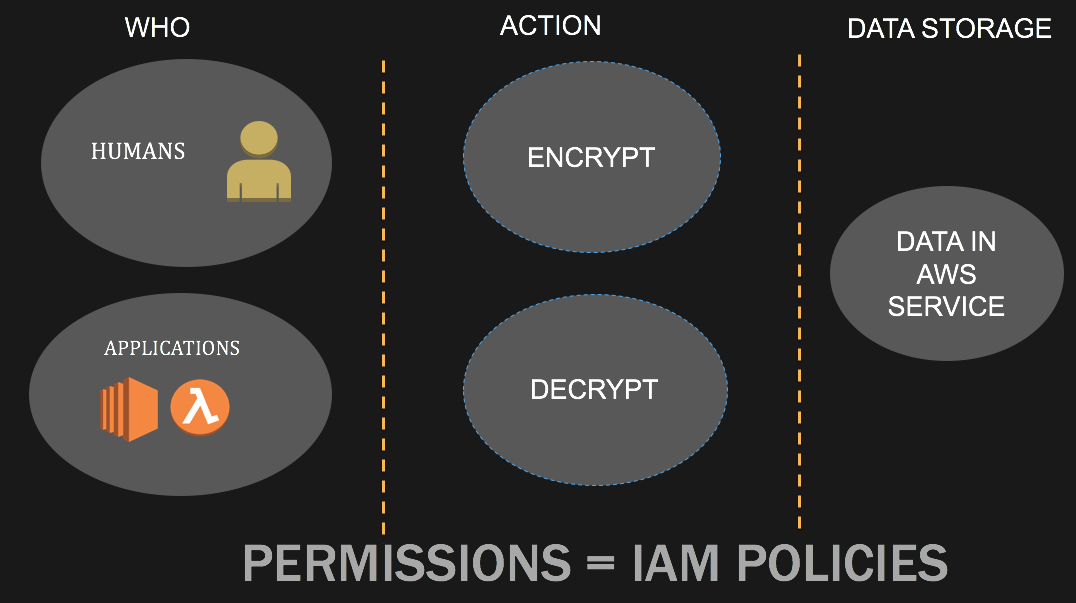 WHO
ACTION
DATA STORAGE
HUMANS
ENCRYPT
DATA IN
AWS
SERVICE
APPLICATIONS
λ
DECRYPT
PERMISSIONS = IAM POLICIES